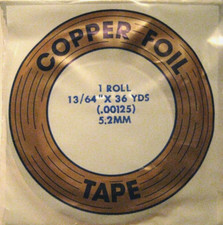 COPPER FOIL
1 ROLL
13/64" X 36 YDS
(.00125)
5.2MM
TAPE